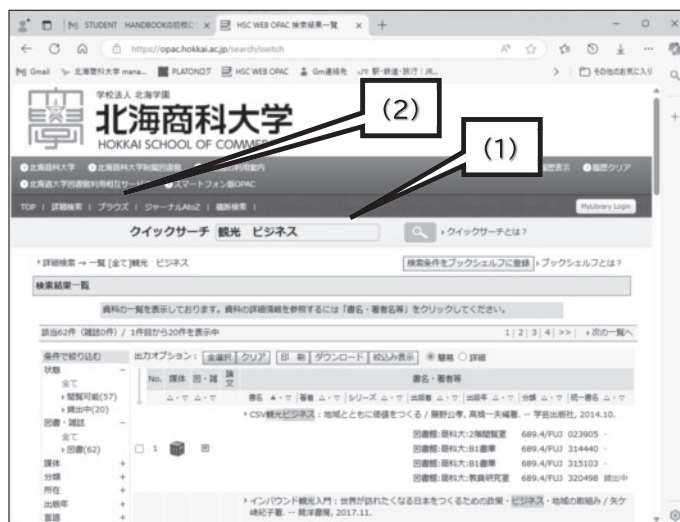 STUDENT HANDBOOKの初校に
HSC WEB OPAC 検索結果一覧
https://opac.hokkai.ac.jp/search/switch
Gmail
北海商科大学 mana...
PLATONログ
HSC WEB OPAC
Gm連絡先
駅・鉄道・旅行 | JR...
その他のお気に入り
学校法人 北海学園
北海商科大学
HOKKAI SCHOOL OF COMME
(2)
(1)
北海商科大学
北海商科大学附属図書館
利用案内
履歴表示
履歴クリア
北海道大学図書館利用相互サー
スマートフォン版OPAC
TOP | 詳細検索 | ブラウズ | ジャーナルAtoZ | 横断検索 |
MyLibrary Login
クイックサーチ 観光 ビジネス
クイックサーチとは?
詳細検索 → 一覧 [全て]観光 ビジネス
検索条件をブックシェルフに登録
ブックシェルフとは?
検索結果一覧
資料の一覧を表示しております。資料の詳細情報を参照するには「書名・著者名等」をクリックしてください。
該当62件(雑誌0件) / 1件目から20件を表示中
1| 2| 3| 4| >>| 次の一覧へ
条件で絞り込む
出力オプション: 全選択 クリア 印 刷 ダウンロード 絞込み表示 簡易 詳細
状態 −
全て
閲覧可能(57)
貸出中(20)
図書・雑誌 −
全て
図書(62)
媒体 +
分類 +
所在 +
出版年 +
言語 +
No. 媒体 図・雑 論文 書名・著者等
△・▽ △・▽ 書名 ▲・▽ |著者 △・▽ |シリーズ △・▽ |出版者 △・▽ |出版年 △・▽ |分類 △・▽ |統一書名 △・▽
CSV観光ビジネス : 地域とともに価値をつくる / 藤野公孝, 高橋一夫編著. -- 学芸出版社, 2014.10.
1 図
図書館:商科大:2階閲覧室 689.4/FUJ 023905 -
図書館:商科大:B1書庫 689.4/FUJ 314440 -
図書館:商科大:B1書庫 689.4/FUJ 315103 -
図書館:商科大:教員研究室 689.4/FUJ 320498 貸出中
インバウンド観光入門 : 世界が訪れたくなる日本をつくるための政策・ビジネス・地域の取組み / 矢ケ
崎紀子著. -- 晃洋書房, 2017.11.